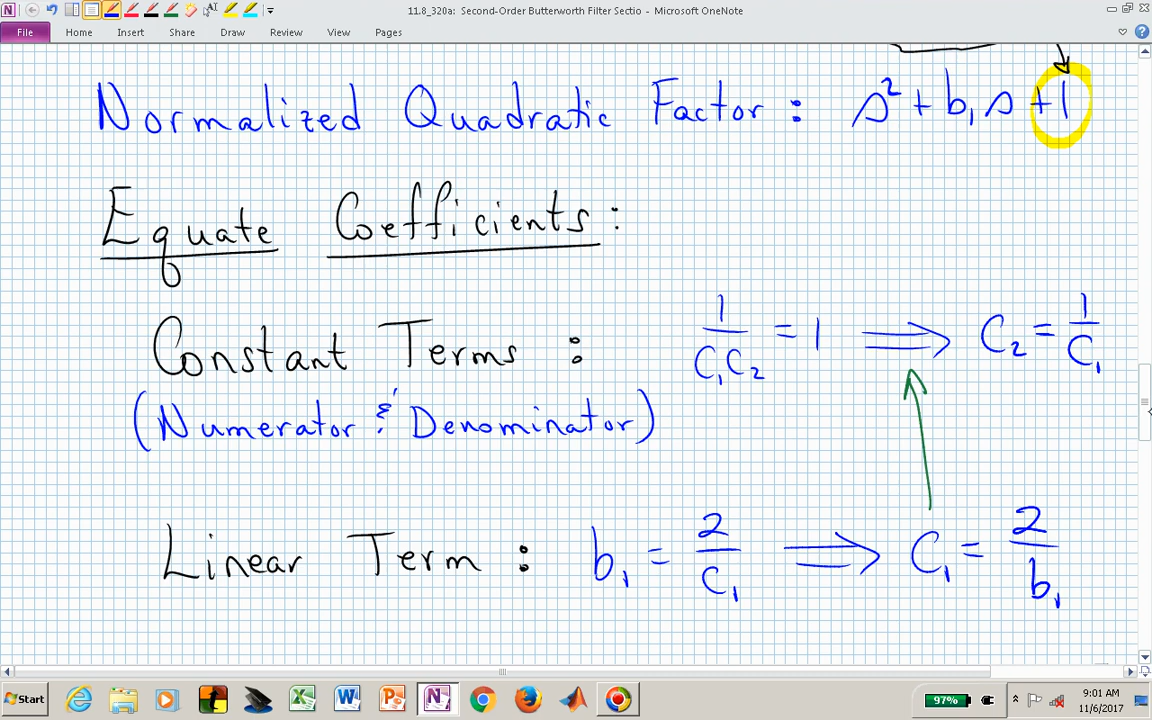 11.8_320a: Second-Order Butterworth Filter Sectio - Microsoft OneNote
File Home Insert Share Draw Review View Pages
Normalized Quadratic Factor : s² + b₁ s + 1
Equate Coefficients :
Constant Terms : 1/(C₁C₂) = 1 ⟹ C₂ = 1/C₁
(Numerator & Denominator)
Linear Term : b₁ = 2/C₁ ⟹ C₁ = 2/b₁
Start 97% 9:01 AM
11/6/2017